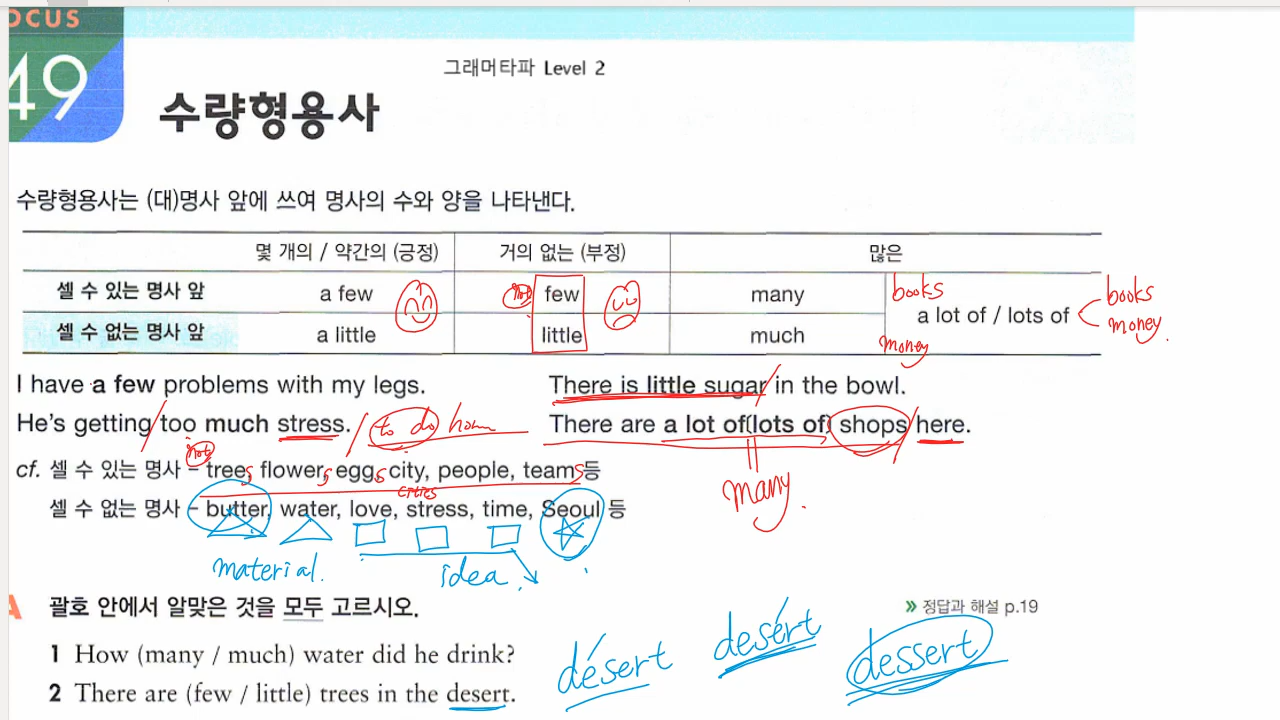 OCUS
49
그래머타파 Level 2
수량형용사
수량형용사는 (대)명사 앞에 쓰여 명사의 수와 양을 나타낸다.
몇 개의 / 약간의 (긍정) 거의 없는 (부정) 많은
셀 수 있는 명사 앞 a few not few many books
a lot of / lots of books
money
셀 수 없는 명사 앞 a little little much money
I have a few problems with my legs. There is little sugar / in the bowl.
He's getting / too much stress. / to do There are a lot of(lots of) shops / here.
not many
cf. 셀 수 있는 명사 - trees, flowers, eggs, city, people, teams 등
cities
셀 수 없는 명사 - butter, water, love, stress, time, Seoul 등
material. idea
A 괄호 안에서 알맞은 것을 모두 고르시오. 정답과 해설 p.19
1 How (many / much) water did he drink?
désert desért dessert
2 There are (few / little) trees in the desert.